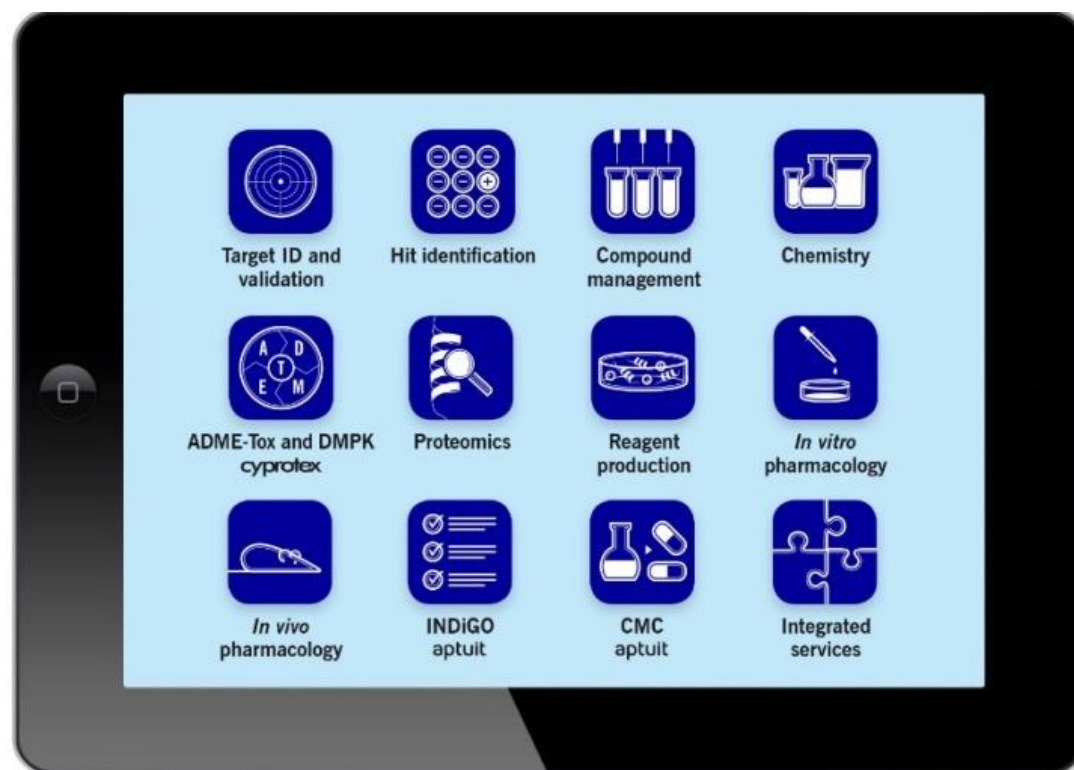 Target ID and
validation
Hit identification
Compound
management
Chemistry
A D
T
E M
ADME-Tox and DMPK
cyprotex
Proteomics
Reagent
production
In vitro
pharmacology
In vivo
pharmacology
INDiGO
aptuit
CMC
aptuit
Integrated
services